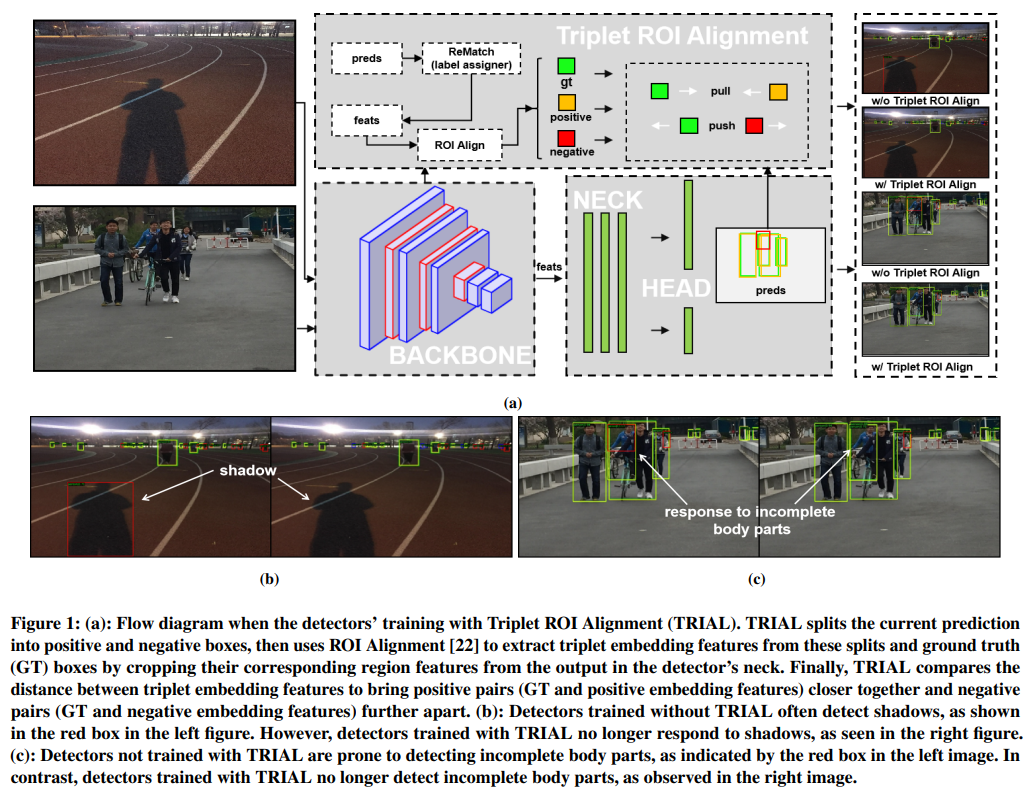 Triplet ROI Alignment
preds
ReMatch
(label assigner)
gt
pull
feats
positive
push
ROI Align
negative
w/o Triplet ROI Align
w/ Triplet ROI Align
w/o Triplet ROI Align
w/ Triplet ROI Align
BACKBONE
feats
NECK
HEAD
preds
(a)
shadow
response to incomplete
body parts
(b)
(c)
Figure 1: (a): Flow diagram when the detectors’ training with Triplet ROI Alignment (TRIAL). TRIAL splits the current prediction
into positive and negative boxes, then uses ROI Alignment [22] to extract triplet embedding features from these splits and ground truth
(GT) boxes by cropping their corresponding region features from the output in the detector’s neck. Finally, TRIAL compares the
distance between triplet embedding features to bring positive pairs (GT and positive embedding features) closer together and negative
pairs (GT and negative embedding features) further apart. (b): Detectors trained without TRIAL often detect shadows, as shown
in the red box in the left figure. However, detectors trained with TRIAL no longer respond to shadows, as seen in the right figure.
(c): Detectors not trained with TRIAL are prone to detecting incomplete body parts, as indicated by the red box in the left image. In
contrast, detectors trained with TRIAL no longer detect incomplete body parts, as observed in the right image.